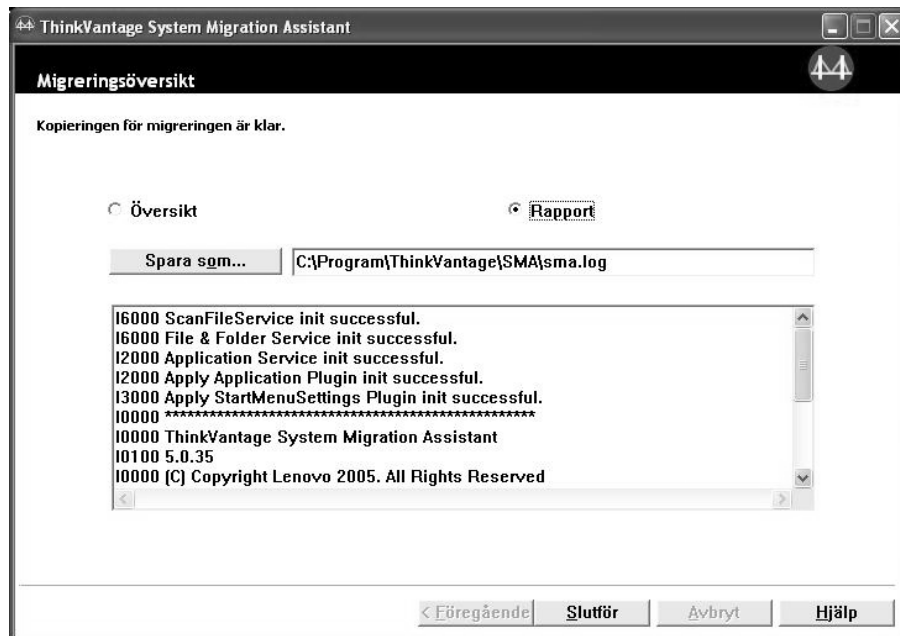 ThinkVantage System Migration Assistant
Migreringsöversikt
Kopieringen för migreringen är klar.
Översikt
Rapport
Spara som...
C:\Program\ThinkVantage\SMA\sma.log
I6000 ScanFileService init successful.
I6000 File & Folder Service init successful.
I2000 Application Service init successful.
I2000 Apply Application Plugin init successful.
I3000 Apply StartMenuSettings Plugin init successful.
I0000 **************************************************
I0000 ThinkVantage System Migration Assistant
I0100 5.0.35
I0000 (C) Copyright Lenovo 2005. All Rights Reserved
< Föregående
Slutför
Avbryt
Hjälp